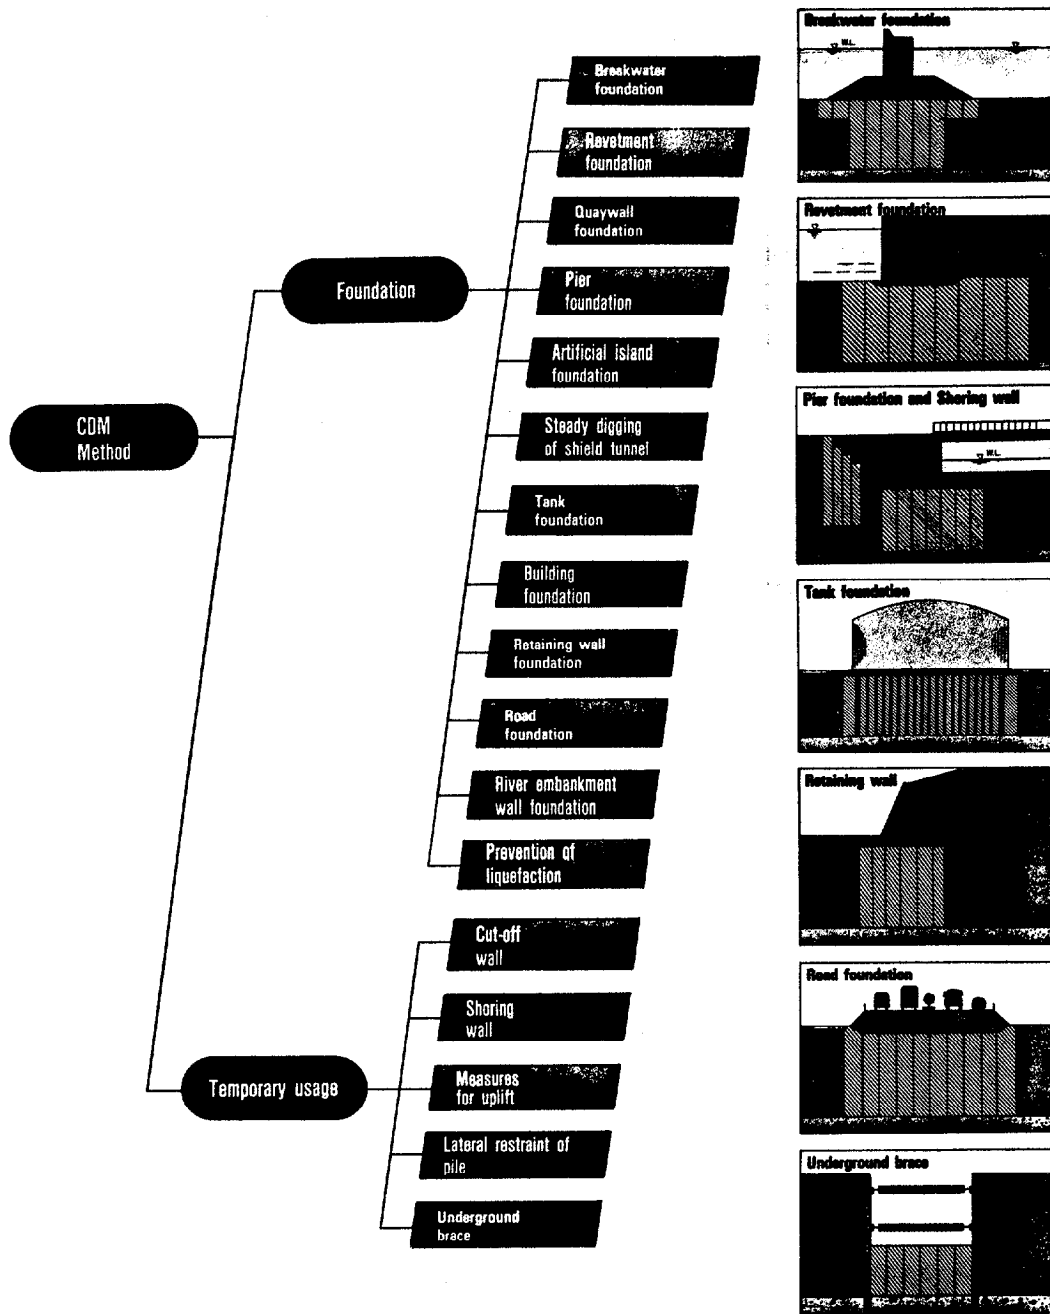 CDM
Method
Foundation
Breakwater
foundation
Revetment
foundation
Quaywall
foundation
Pier
foundation
Artificial island
foundation
Steady digging
of shield tunnel
Tank
foundation
Building
foundation
Retaining wall
foundation
Road
foundation
River embankment
wall foundation
Prevention of
liquefaction
Temporary usage
Cut-off
wall
Shoring
wall
Measures
for uplift
Lateral restraint of
pile
Underground
brace
Breakwater foundation
W.L.
Revetment foundation
Pier foundation and Shoring wall
W.L.
Tank foundation
Retaining wall
Road foundation
Underground brace